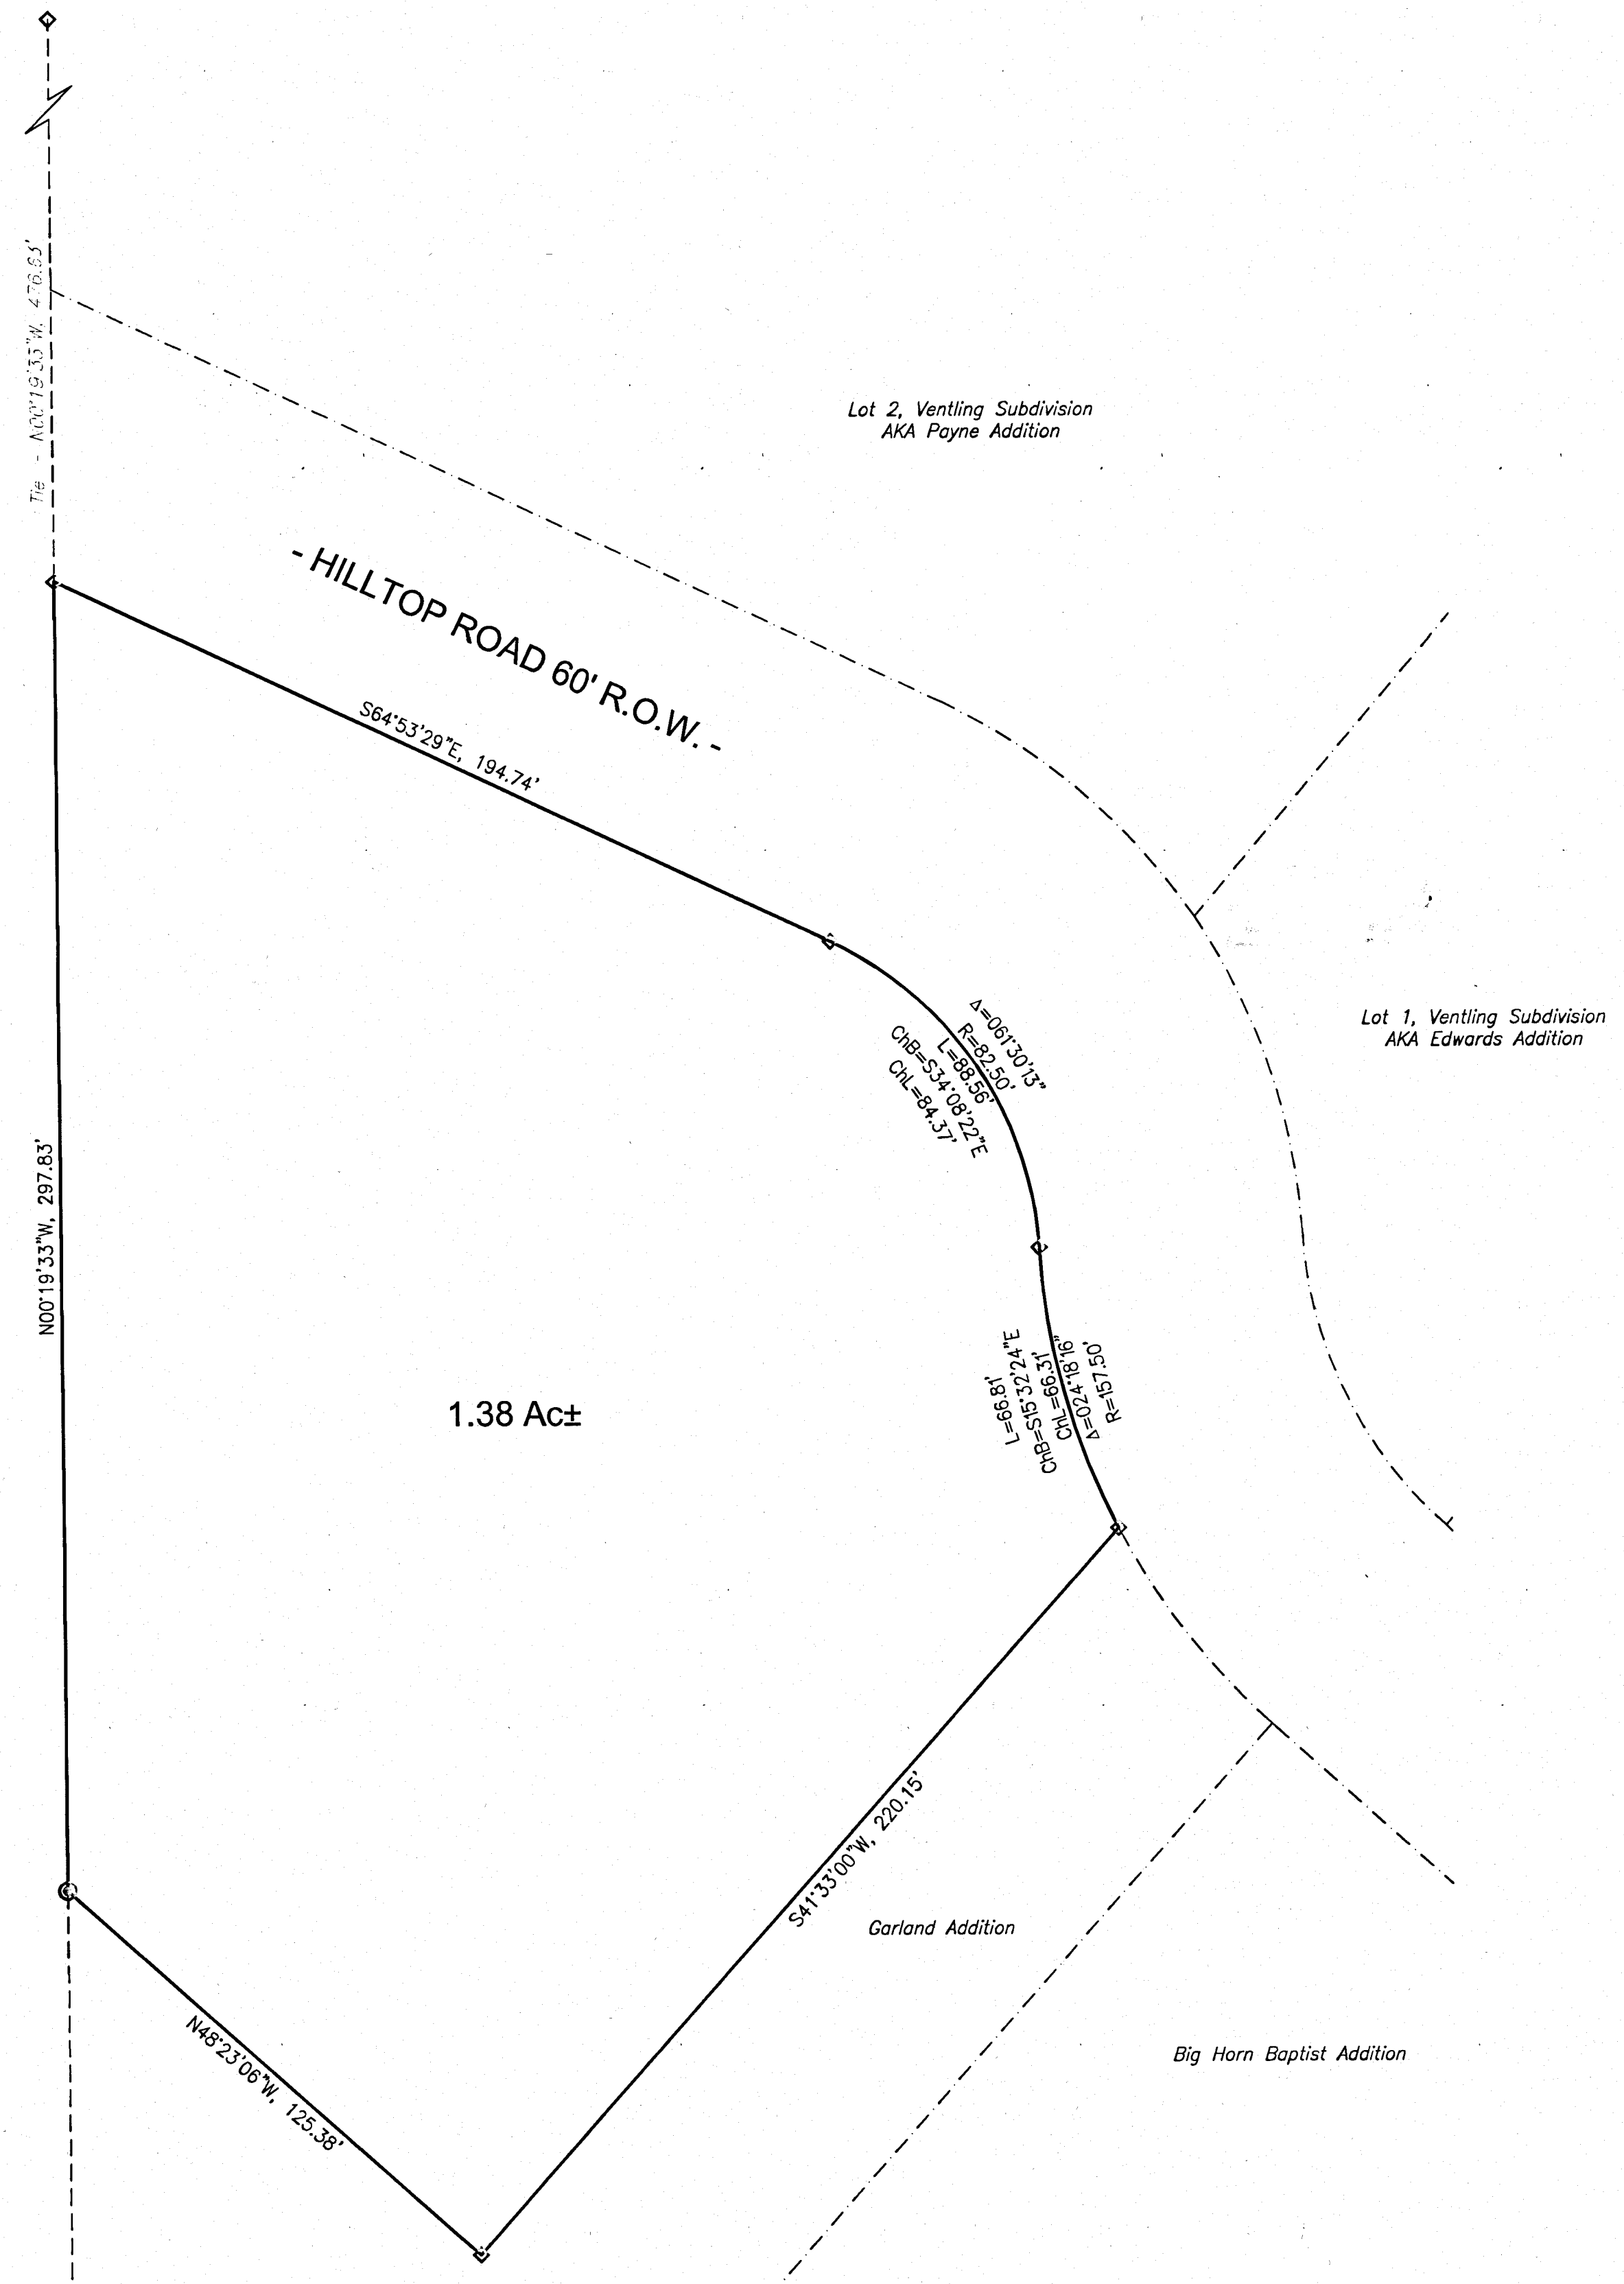 Tie - N00°19'33"W, 476.63'
Lot 2, Ventling Subdivision
AKA Payne Addition
- HILLTOP ROAD 60' R.O.W. -
S64°53'29"E, 194.74'
Δ=061°30'13"
R=82.50'
L=88.56'
ChB=S34°08'22"E
ChL=84.37'
Lot 1, Ventling Subdivision
AKA Edwards Addition
N00°19'33"W, 297.83'
L=66.81'
ChB=S15°32'24"E
ChL=66.31'
Δ=024°18'16"
R=157.50'
1.38 Ac±
S41°33'00"W, 220.15'
Garland Addition
N48°23'06"W, 125.38'
Big Horn Baptist Addition